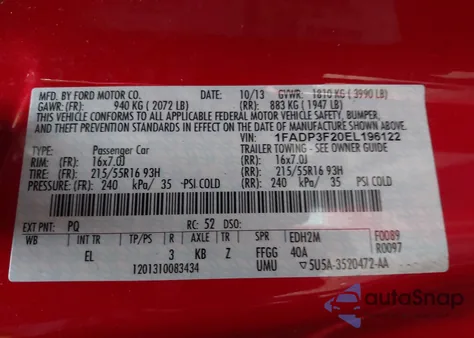 MFD. BY FORD MOTOR CO. DATE: 10/13 GVWR: 1810 KG ( 3990 LB)
GAWR: (FR): 940 KG ( 2072 LB) (RR): 883 KG ( 1947 LB)
THIS VEHICLE CONFORMS TO ALL APPLICABLE FEDERAL MOTOR VEHICLE SAFETY, BUMPER,
AND THEFT PREVENTION STANDARDS IN EFFECT ON THE
DATE OF MANUFACTURE SHOWN ABOVE. VIN: 1FADP3F20EL196122
TYPE: Passenger Car TRAILER TOWING - SEE OWNER GUIDE
RIM: (FR) 16x7.0J (RR): 16x7.0J
TIRE: (FR): 215/55R16 93H (RR): 215/55R16 93H
PRESSURE: (FR): 240 kPa/ 35 PSI COLD (RR): 240 kPa/ 35 PSI COLD
EXT PNT: PQ RC: 52 DSO:
WB INT TR TP/PS R AXLE TR SPR EDH2M F0089
EL 3 KB Z FFGG 40A R0097
1201310083434 UMU ▽5U5A-3520472-AA
autoSnap